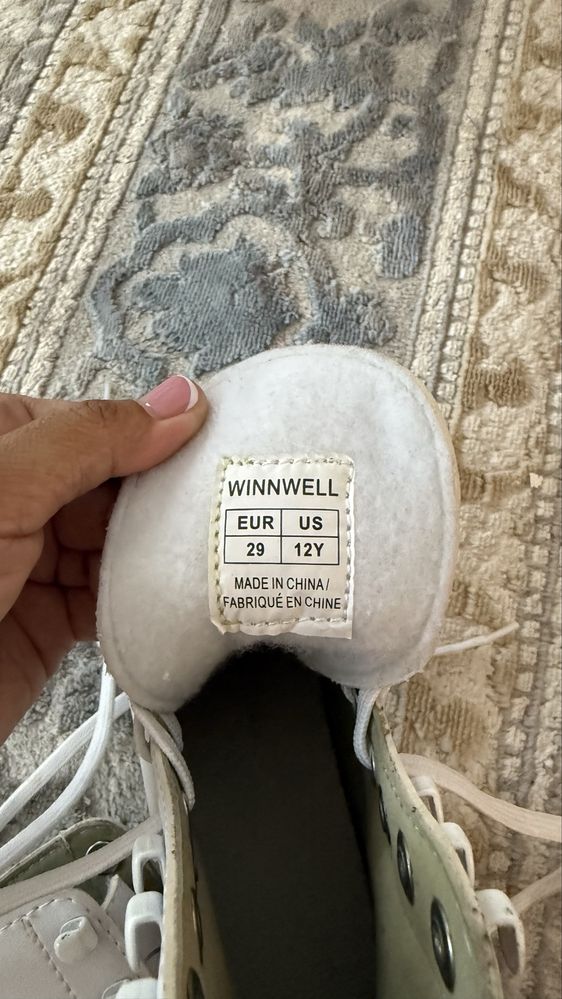 WINNWELL
EUR US
29 12Y
MADE IN CHINA/
FABRIQUÉ EN CHINE